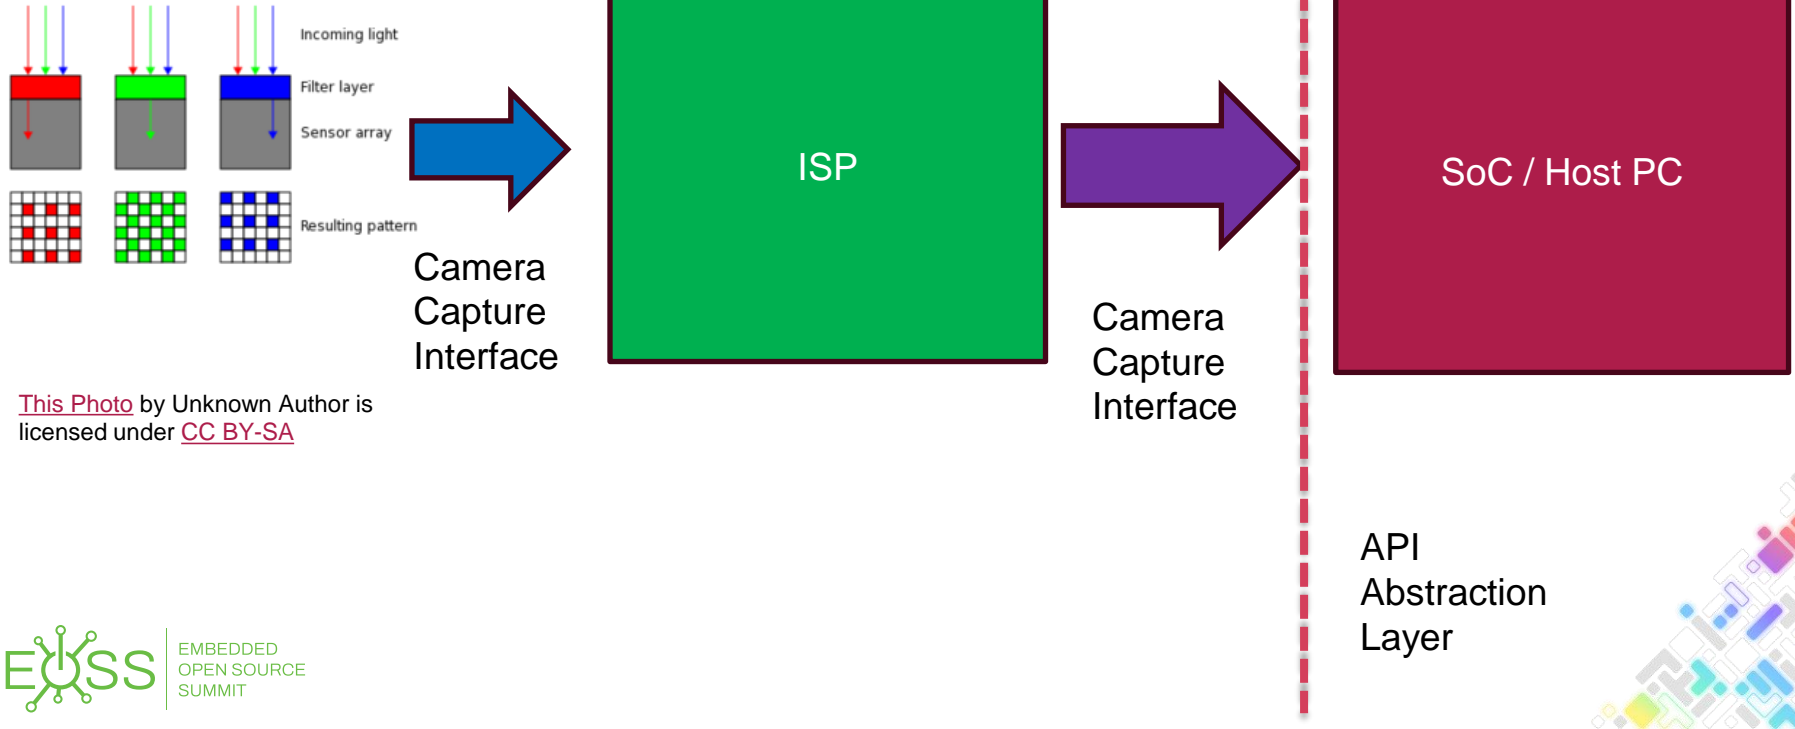 Incoming light
Filter layer
Sensor array
Resulting pattern
Camera
Capture
Interface
This Photo by Unknown Author is
licensed under CC BY-SA
ISP
Camera
Capture
Interface
SoC / Host PC
API
Abstraction
Layer
EOSS
EMBEDDED
OPEN SOURCE
SUMMIT